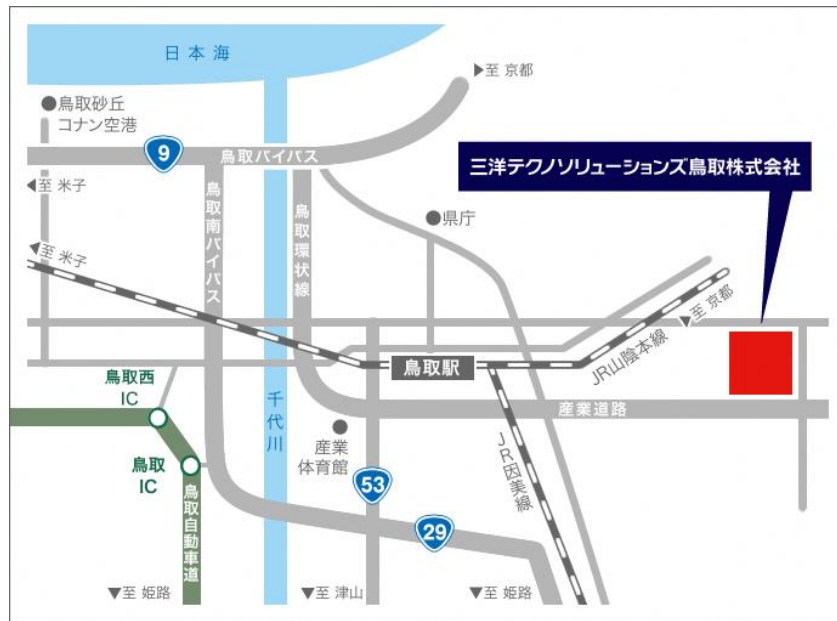 日本海
▶至 京都
●鳥取砂丘
コナン空港
9
鳥取バイパス
三洋テクノソリューションズ鳥取株式会社
◀至 米子
鳥取南バイパス
鳥取環状線
●県庁
◀至 米子
▶至 京都
JR山陰本線
鳥取駅
鳥取西
IC
千代川
産業道路
産業
体育館
鳥取
IC
53
JR因美線
鳥取自動車道
29
▼至 姫路
▼至 津山
▼至 姫路